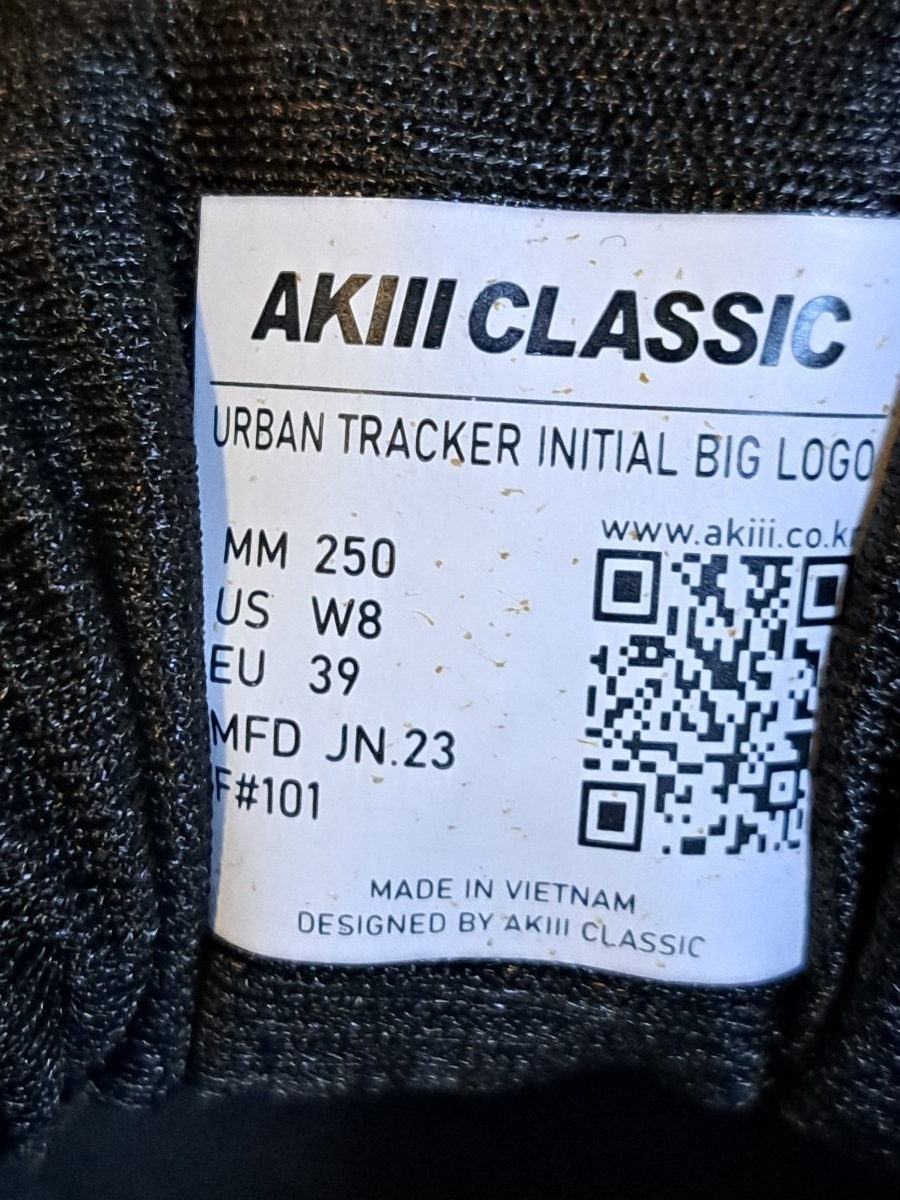 AKIII CLASSIC
URBAN TRACKER INITIAL BIG LOGO
www.akiii.co.kr
MM 250
US W8
EU 39
MFD JN.23
F#101
MADE IN VIETNAM
DESIGNED BY AKIII CLASSIC